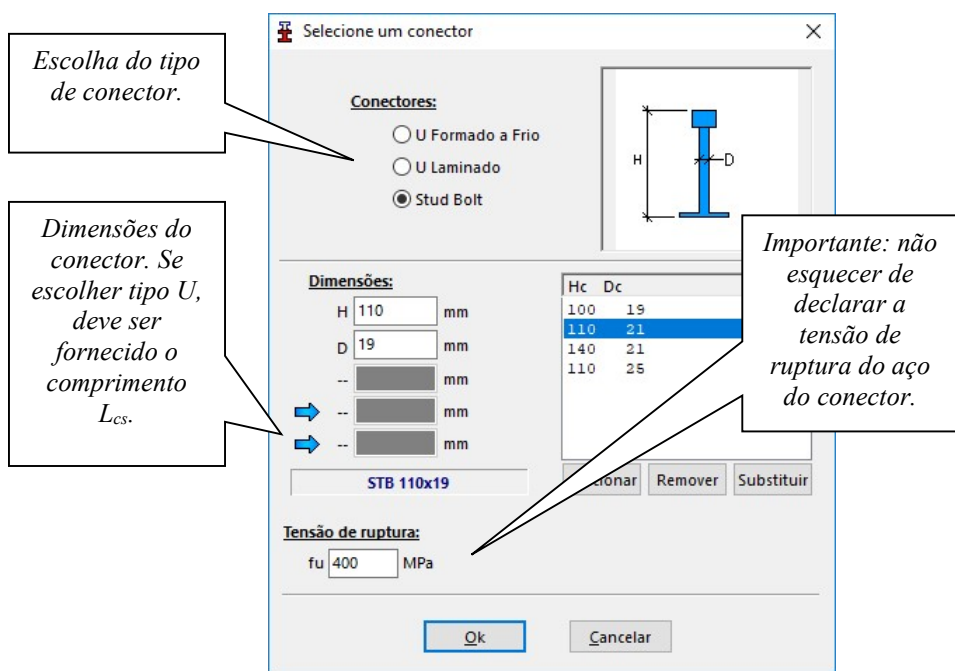 Selecione um conector
Escolha do tipo
de conector.
Conectores:
U Formado a Frio
U Laminado
Stud Bolt
H
D
Dimensões do
conector. Se
escolher tipo U,
deve ser
fornecido o
comprimento
Lcs.
Dimensões:
H 110 mm
D 19 mm
-- mm
-- mm
-- mm
STB 110x19
Hc Dc
100 19
110 21
140 21
110 25
Remover
Substituir
Importante: não
esquecer de
declarar a
tensão de
ruptura do aço
do conector.
Tensão de ruptura:
fu 400 MPa
Ok
Cancelar